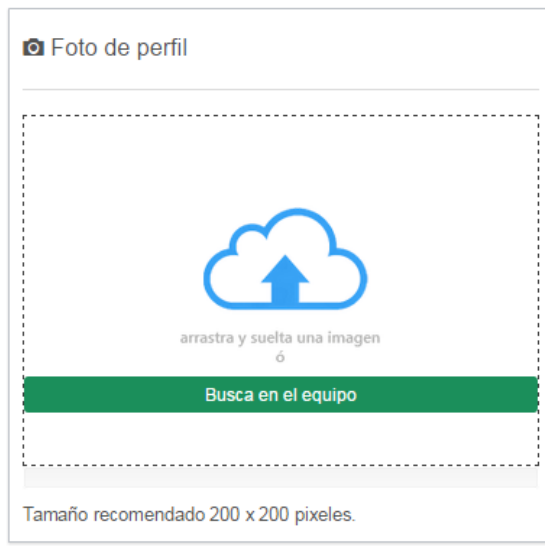 Foto de perfil
arrastra y suelta una imagen
ó
Busca en el equipo
Tamaño recomendado 200 x 200 pixeles.